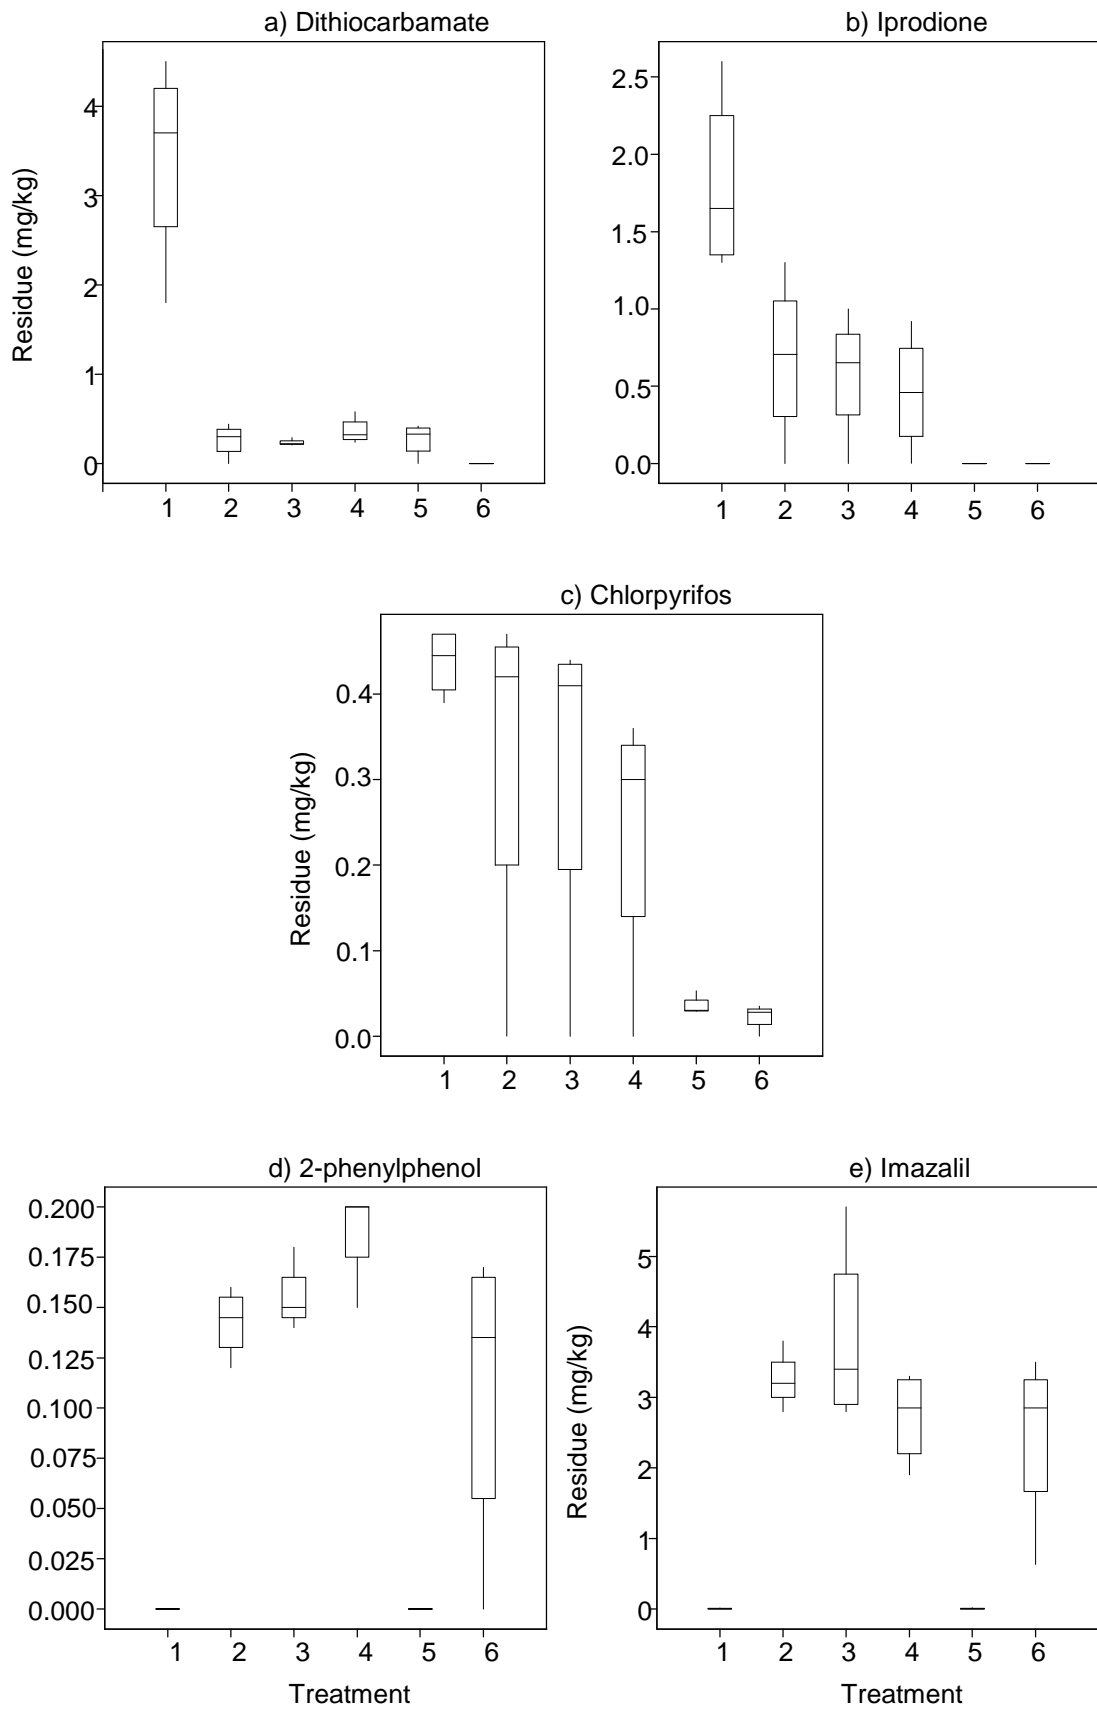 a) Dithiocarbamate
Residue (mg/kg)
4
3
2
1
0
1 2 3 4 5 6
b) Iprodione
2.5
2.0
1.5
1.0
0.5
0.0
1 2 3 4 5 6
c) Chlorpyrifos
Residue (mg/kg)
0.4
0.3
0.2
0.1
0.0
1 2 3 4 5 6
d) 2-phenylphenol
0.200
0.175
0.150
0.125
0.100
0.075
0.050
0.025
0.000
1 2 3 4 5 6
Treatment
e) Imazalil
Residue (mg/kg)
5
4
3
2
1
0
1 2 3 4 5 6
Treatment